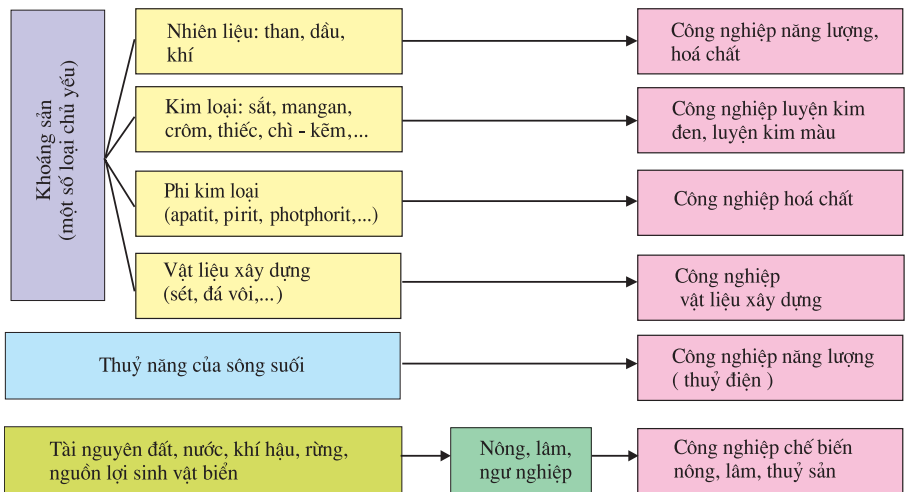 Khoáng sản
(một số loại chủ yếu)
Nhiên liệu: than, dầu,
khí
Công nghiệp năng lượng,
hoá chất
Kim loại: sắt, mangan,
crôm, thiếc, chì - kẽm,...
Công nghiệp luyện kim
đen, luyện kim màu
Phi kim loại
(apatit, pirit, photphorit,...)
Công nghiệp hoá chất
Vật liệu xây dựng
(sét, đá vôi,...)
Công nghiệp
vật liệu xây dựng
Thuỷ năng của sông suối
Công nghiệp năng lượng
( thuỷ điện )
Tài nguyên đất, nước, khí hậu, rừng,
nguồn lợi sinh vật biển
Nông, lâm,
ngư nghiệp
Công nghiệp chế biến
nông, lâm, thuỷ sản